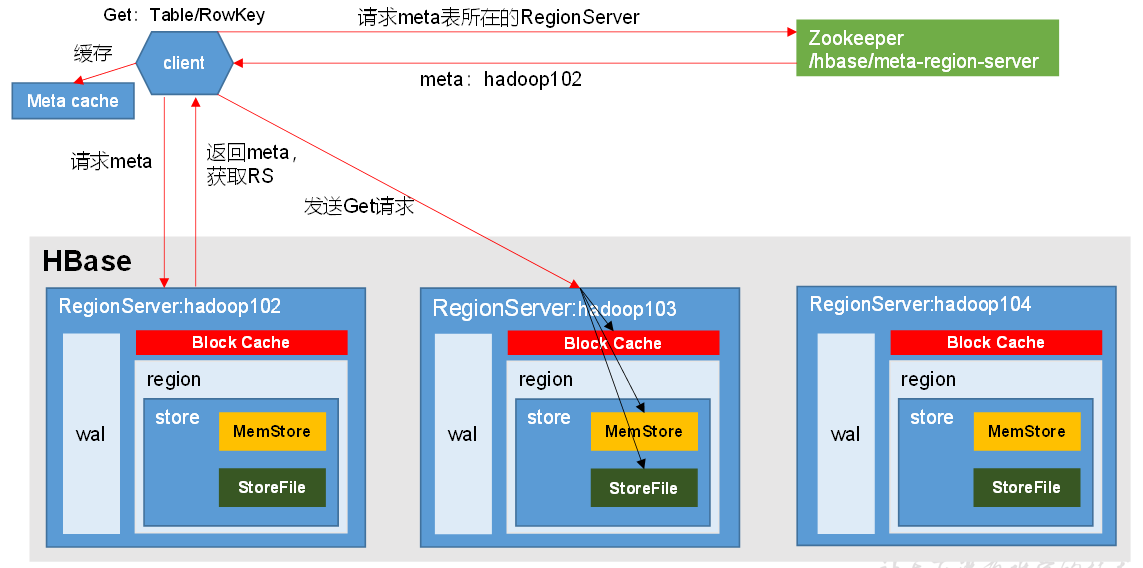 Get：Table/RowKey
请求meta表所在的RegionServer
Zookeeper
/hbase/meta-region-server
缓存
client
meta：hadoop102
Meta cache
请求meta
返回meta，
获取RS
发送Get请求
HBase
RegionServer:hadoop102
Block Cache
region
wal
store
MemStore
StoreFile
RegionServer:hadoop103
Block Cache
region
wal
store
MemStore
StoreFile
RegionServer:hadoop104
Block Cache
region
wal
store
MemStore
StoreFile